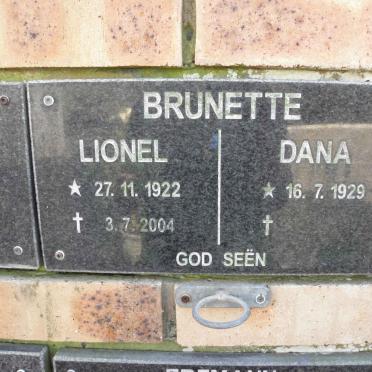 BRUNETTE
LIONEL DANA
★ 27. 11. 1922 ★ 16. 7. 1929
✝ 3. 7. 2004 ✝
GOD SEËN